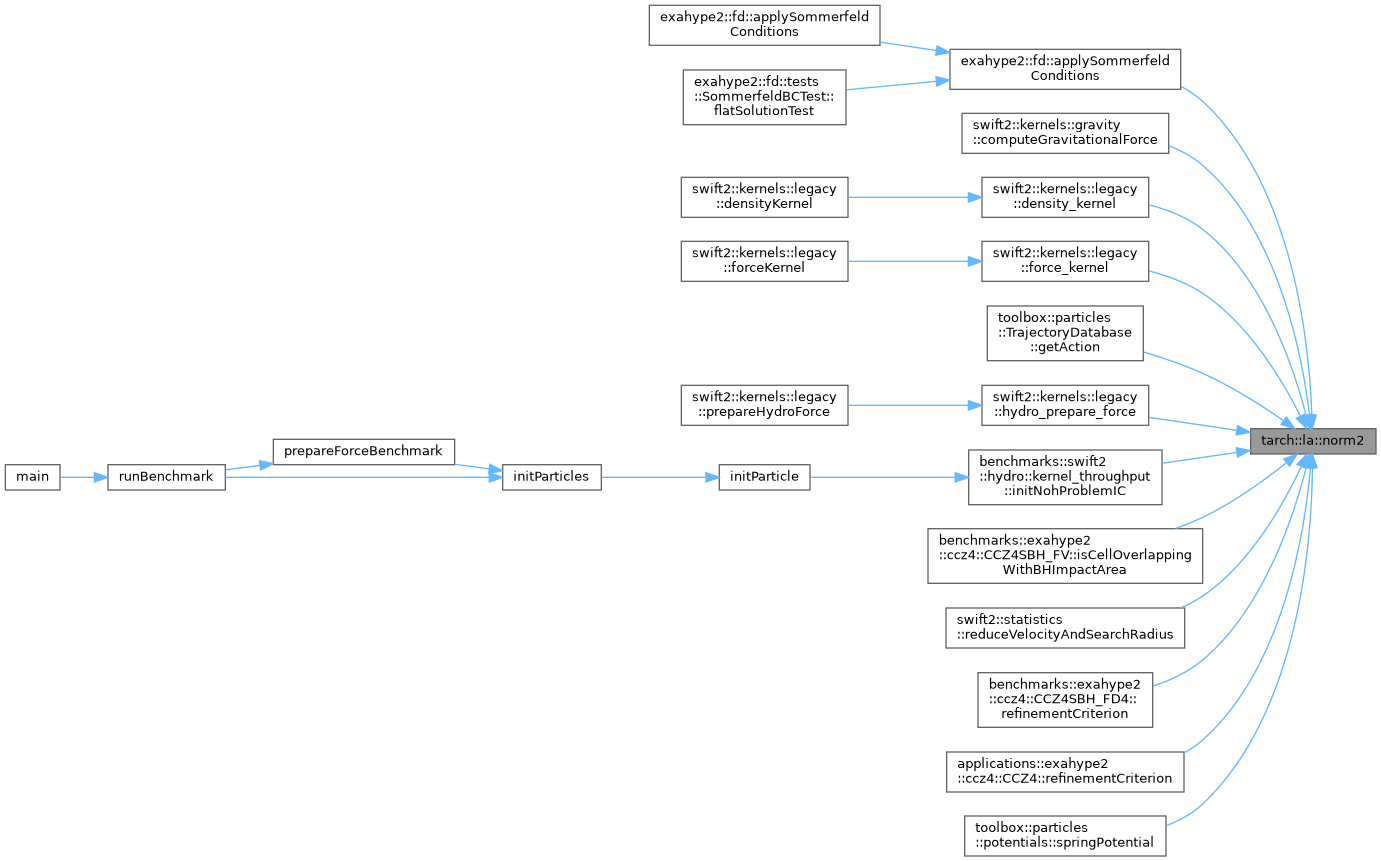 exahype2::fd::applySommerfeld
Conditions
exahype2::fd::applySommerfeld
Conditions
exahype2::fd::tests
::SommerfeldBCTest::
flatSolutionTest
swift2::kernels::gravity
::computeGravitationalForce
swift2::kernels::legacy
::densityKernel
swift2::kernels::legacy
::density_kernel
swift2::kernels::legacy
::forceKernel
swift2::kernels::legacy
::force_kernel
toolbox::particles
::TrajectoryDatabase
::getAction
swift2::kernels::legacy
::prepareHydroForce
swift2::kernels::legacy
::hydro_prepare_force
tarch::la::norm2
main
runBenchmark
prepareForceBenchmark
initParticles
initParticle
benchmarks::swift2
::hydro::kernel_throughput
::initNohProblemIC
benchmarks::exahype2
::ccz4::CCZ4SBH_FV::isCellOverlapping
WithBHImpactArea
swift2::statistics
::reduceVelocityAndSearchRadius
benchmarks::exahype2
::ccz4::CCZ4SBH_FD4::
refinementCriterion
applications::exahype2
::ccz4::CCZ4::refinementCriterion
toolbox::particles
::potentials::springPotential